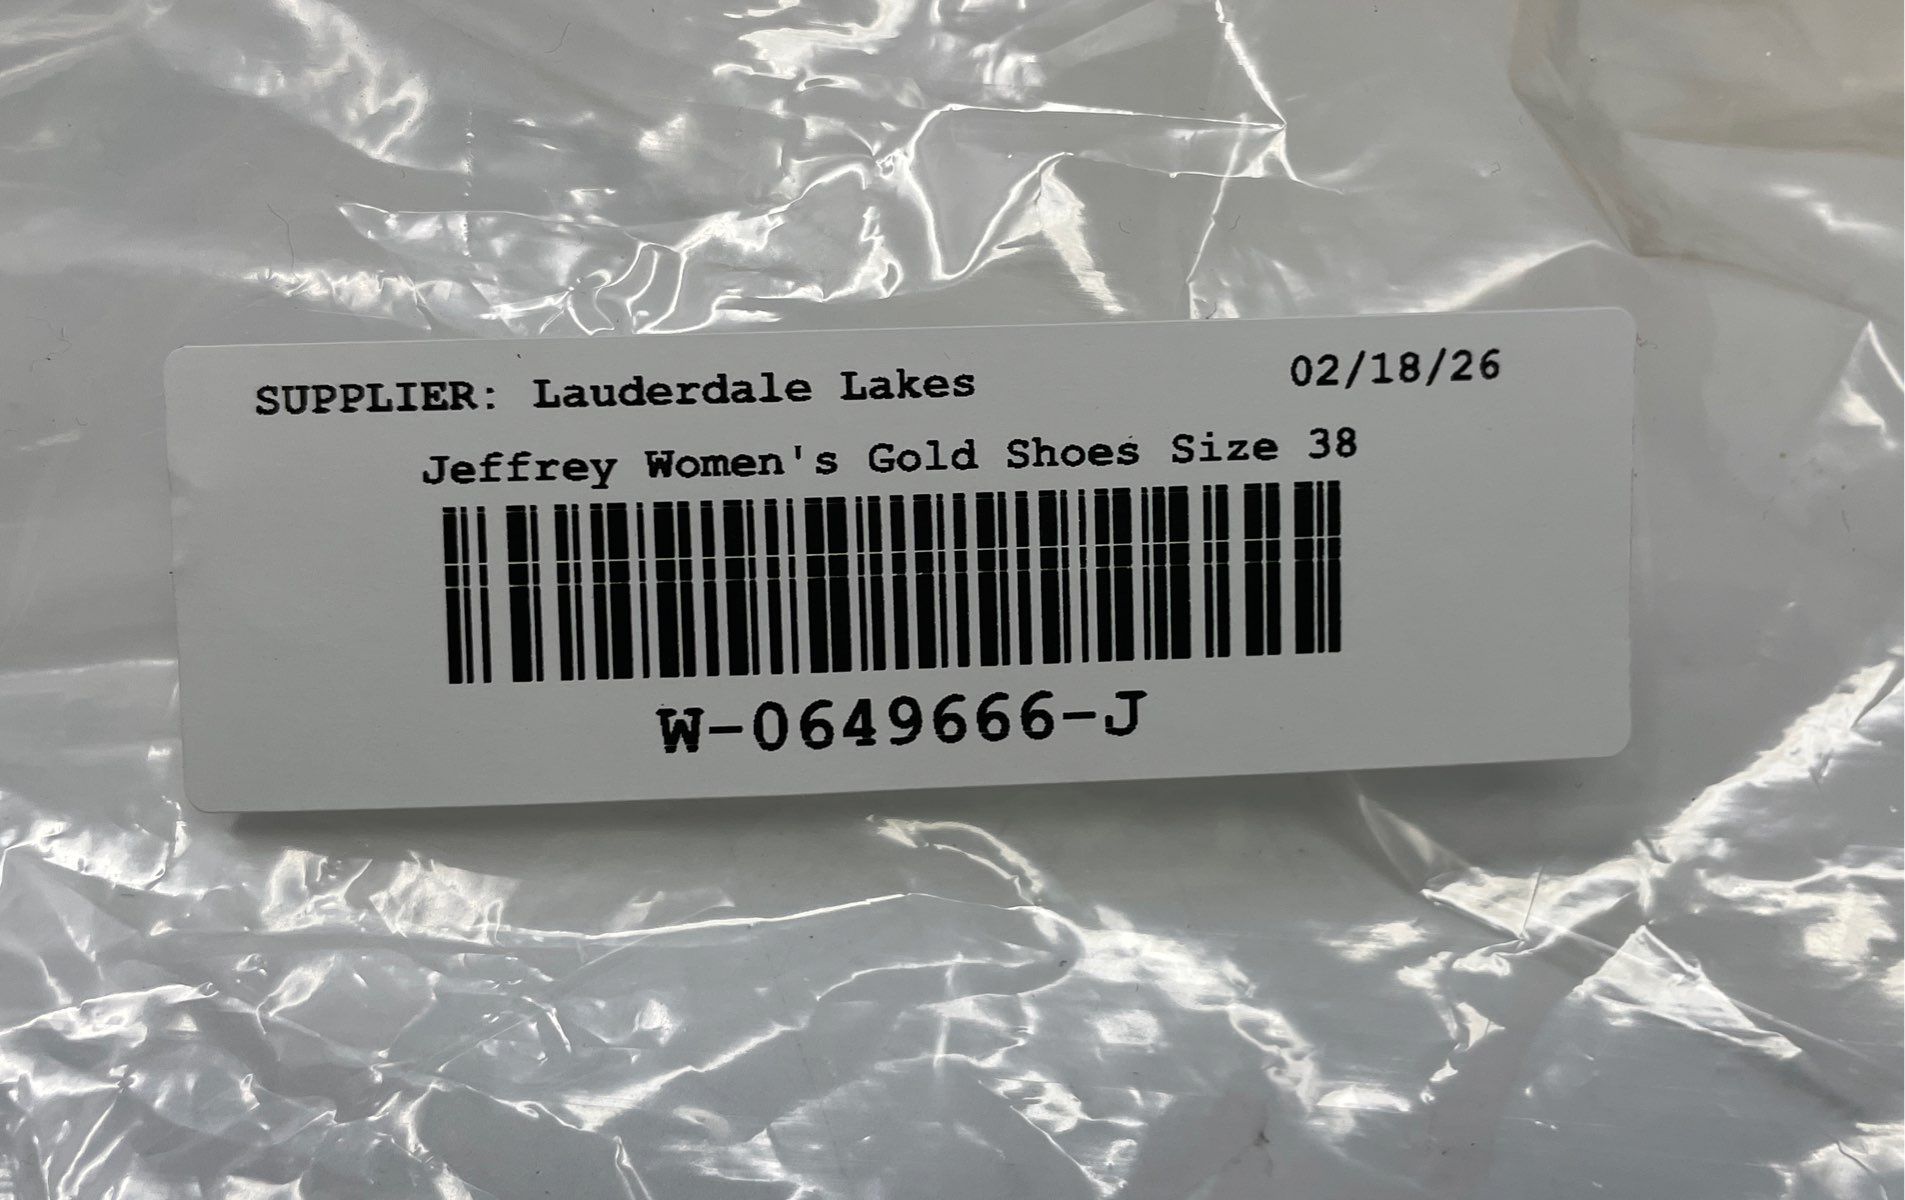 SUPPLIER: Lauderdale Lakes 02/18/26
Jeffrey Women's Gold Shoes Size 38
W-0649666-J